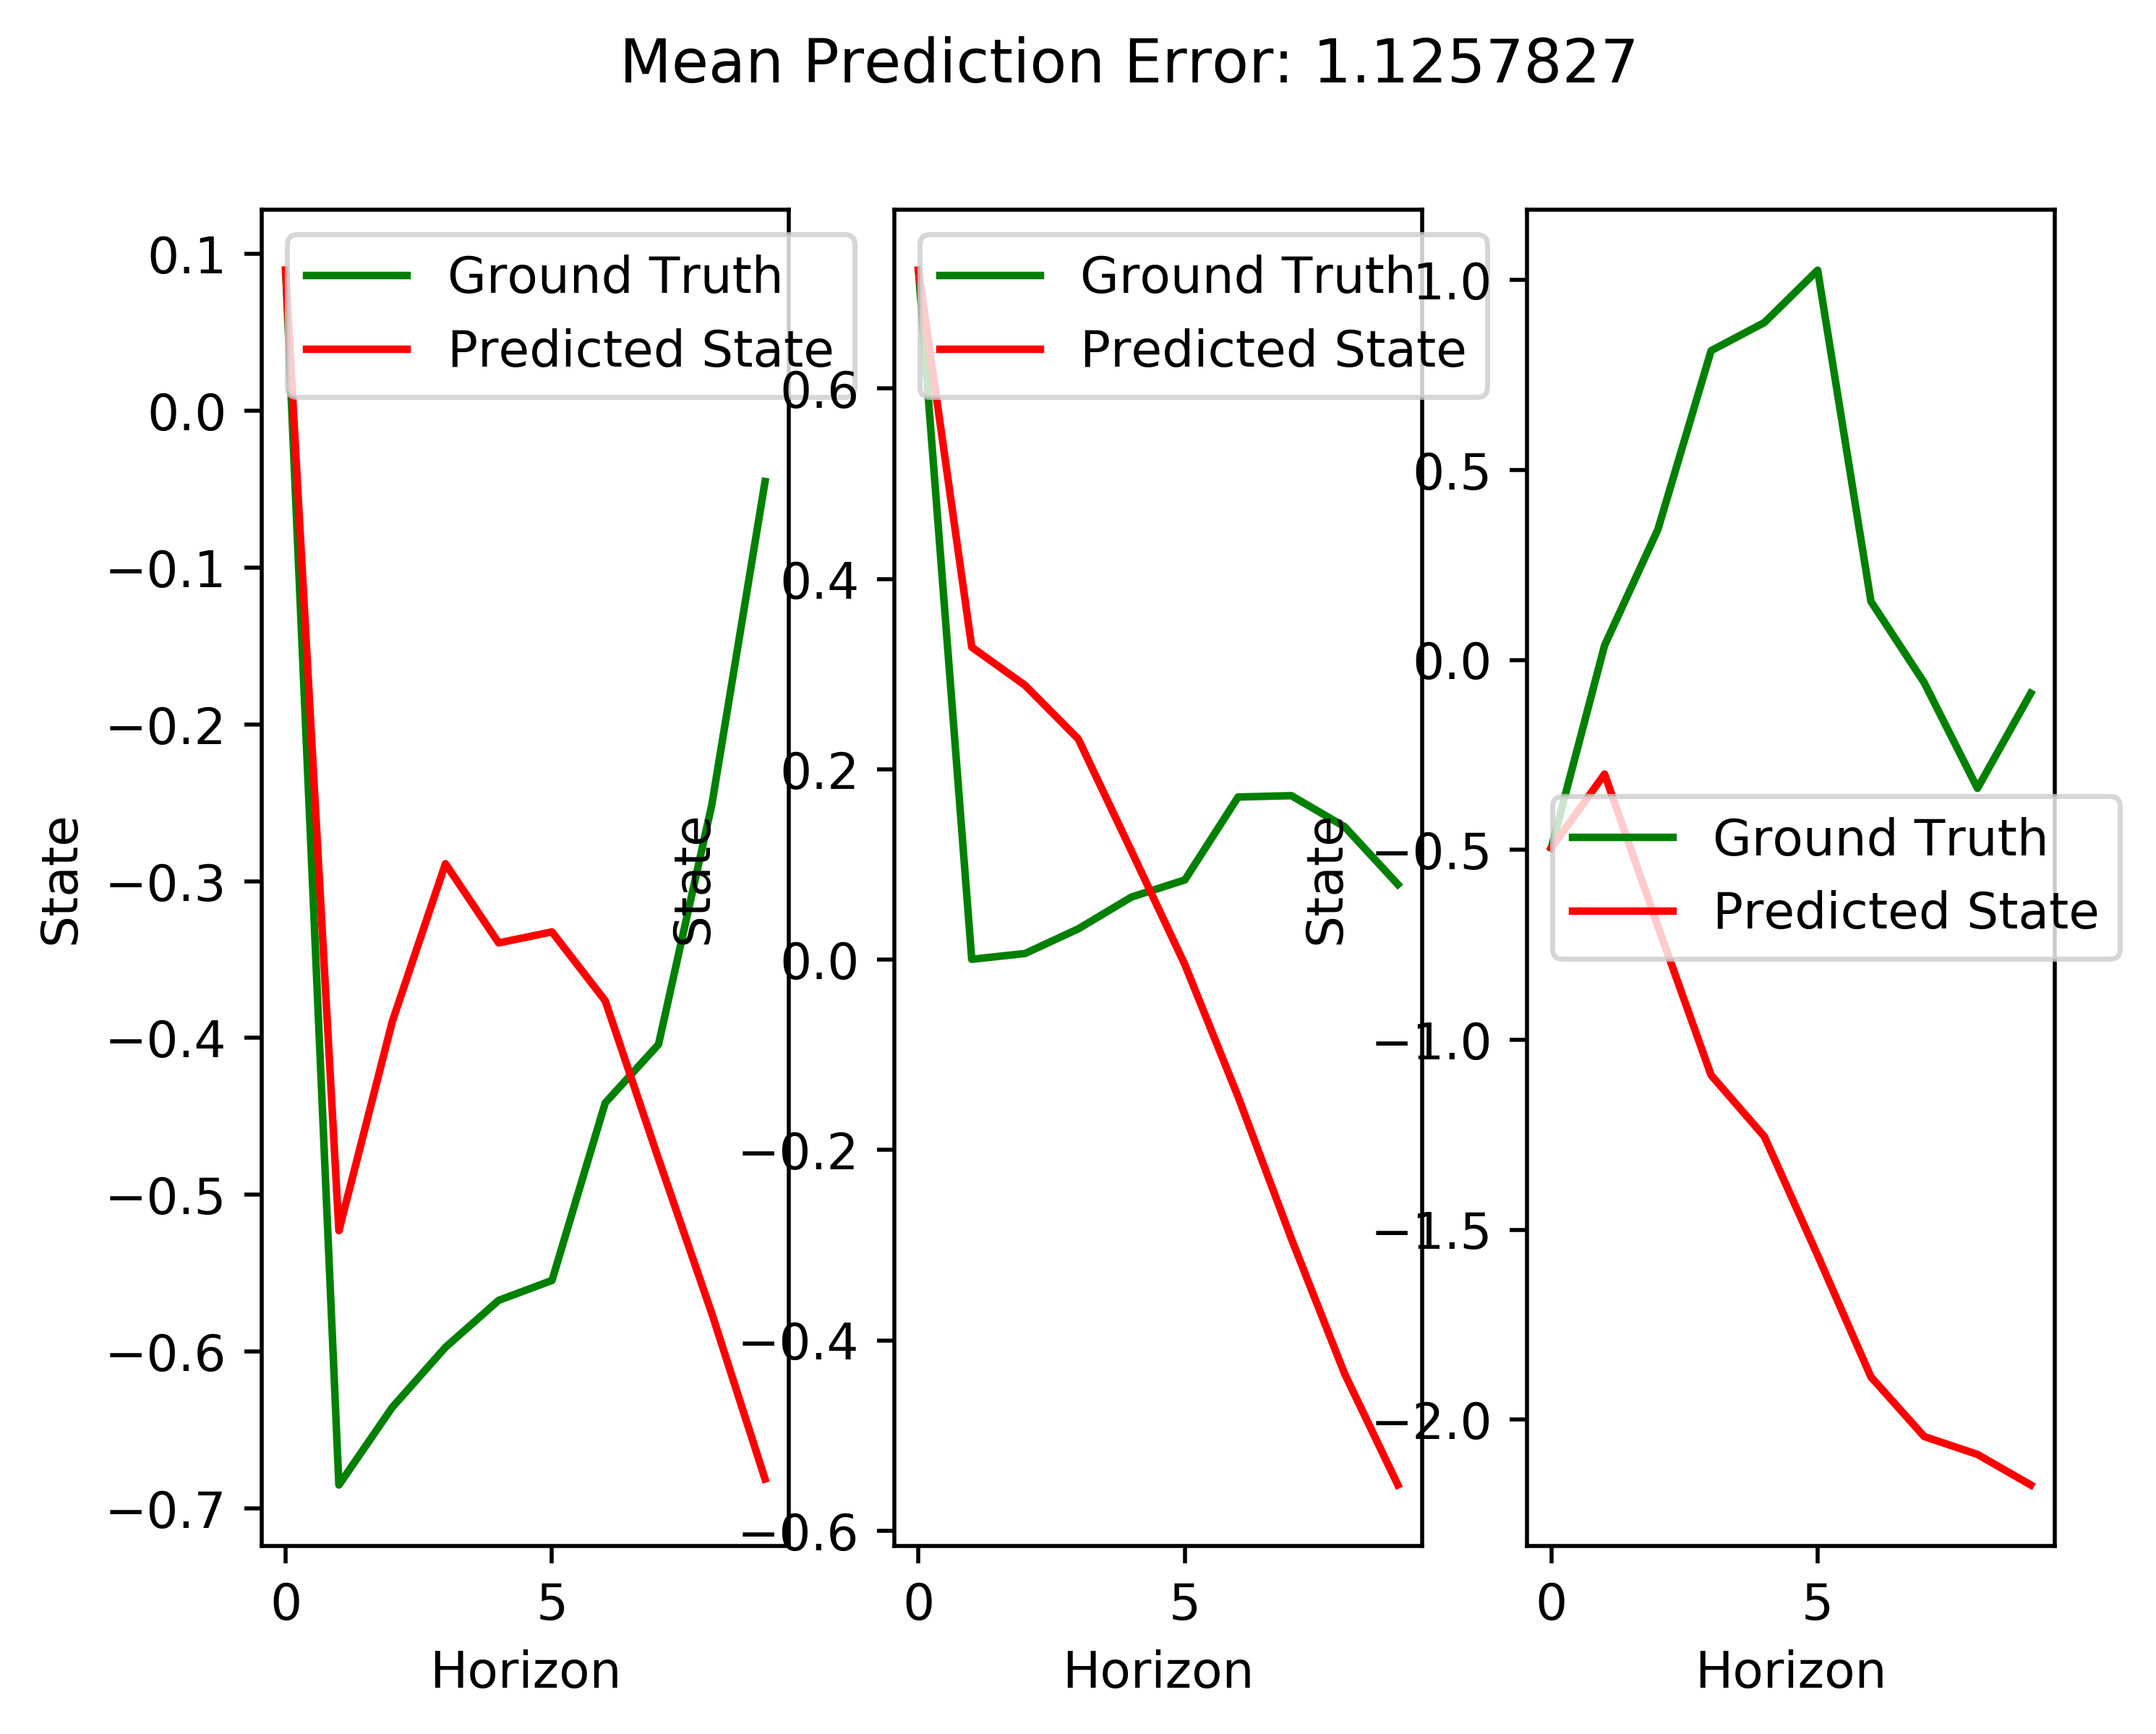 Mean Prediction Error: 1.1257827
Ground Truth
Predicted State
0.1
0.0
−0.1
−0.2
−0.3
−0.4
−0.5
−0.6
−0.7
State
0
5
Horizon
Ground Truth
Predicted State
0.6
0.4
0.2
0.0
−0.2
−0.4
−0.6
State
0
5
Horizon
Ground Truth
Predicted State
1.0
0.5
0.0
−0.5
−1.0
−1.5
−2.0
State
0
5
Horizon